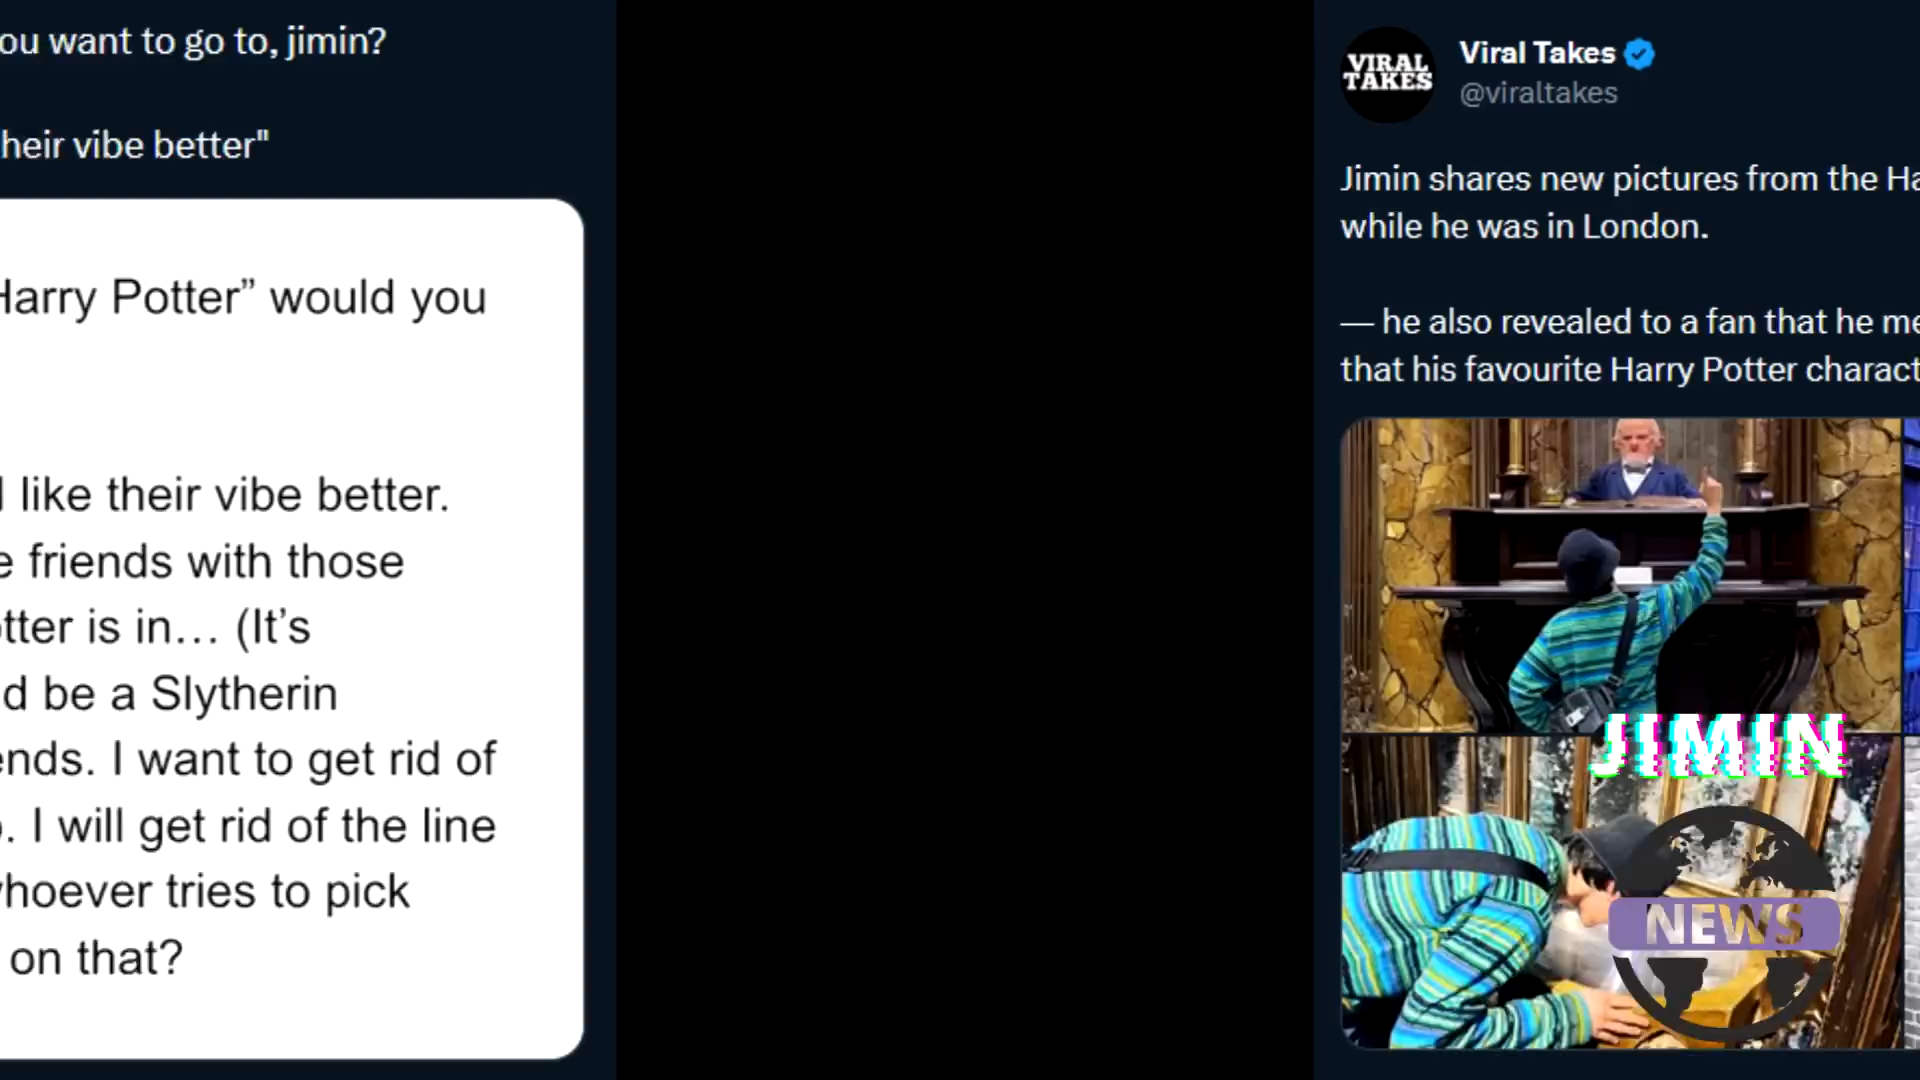 ou want to go to, jimin?
heir vibe better"
Harry Potter” would you
like their vibe better.
e friends with those
tter is in… (It’s
d be a Slytherin
ends. I want to get rid of
. I will get rid of the line
whoever tries to pick
on that?
VIRAL
TAKES
Viral Takes
@viraltakes
Jimin shares new pictures from the Ha
while he was in London.
— he also revealed to a fan that he me
that his favourite Harry Potter charact
JIMIN
NEWS